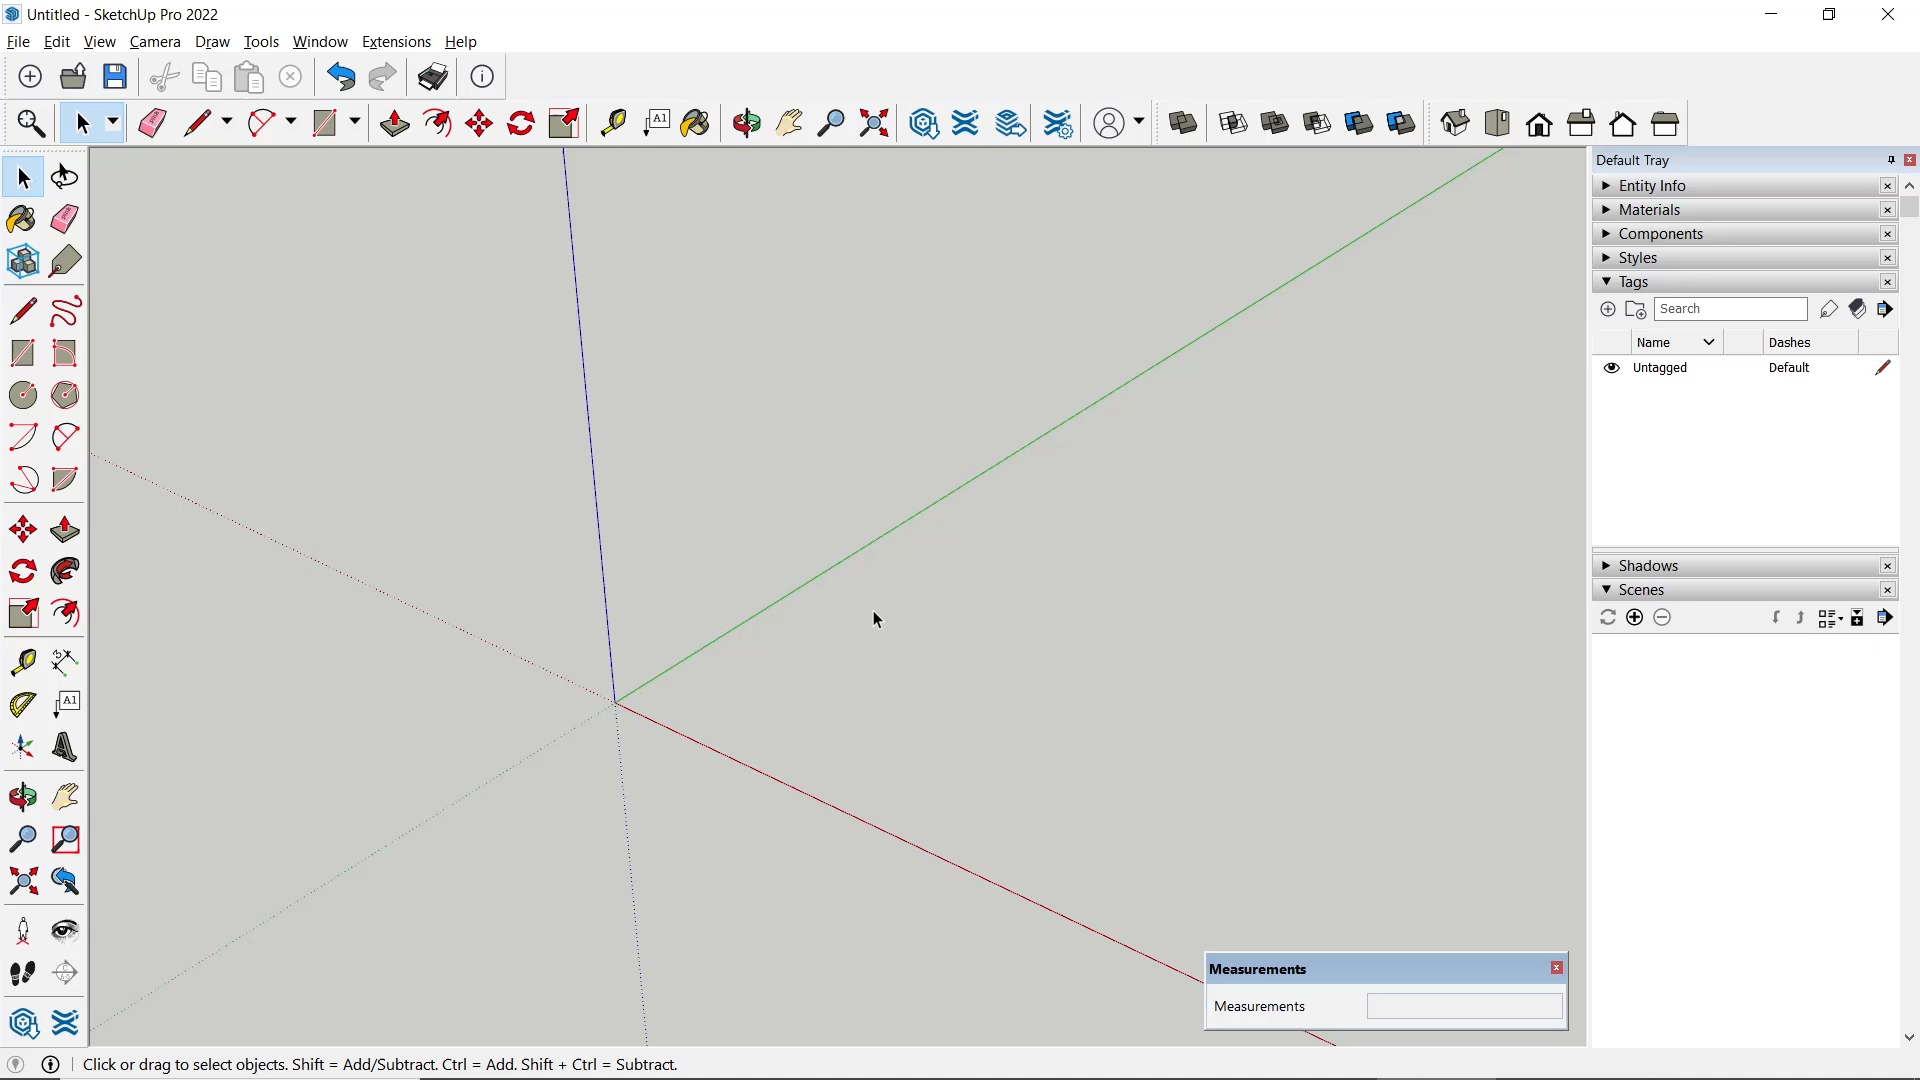 Untitled - SketchUp Pro 2022
File Edit View Camera Draw Tools Window Extensions Help
A1
Default Tray
Entity Info
Materials
Components
Styles
Tags
Search
Name Dashes
Untagged Default
Shadows
Scenes
A1
Measurements
Measurements
Click or drag to select objects. Shift = Add/Subtract. Ctrl = Add. Shift + Ctrl = Subtract.